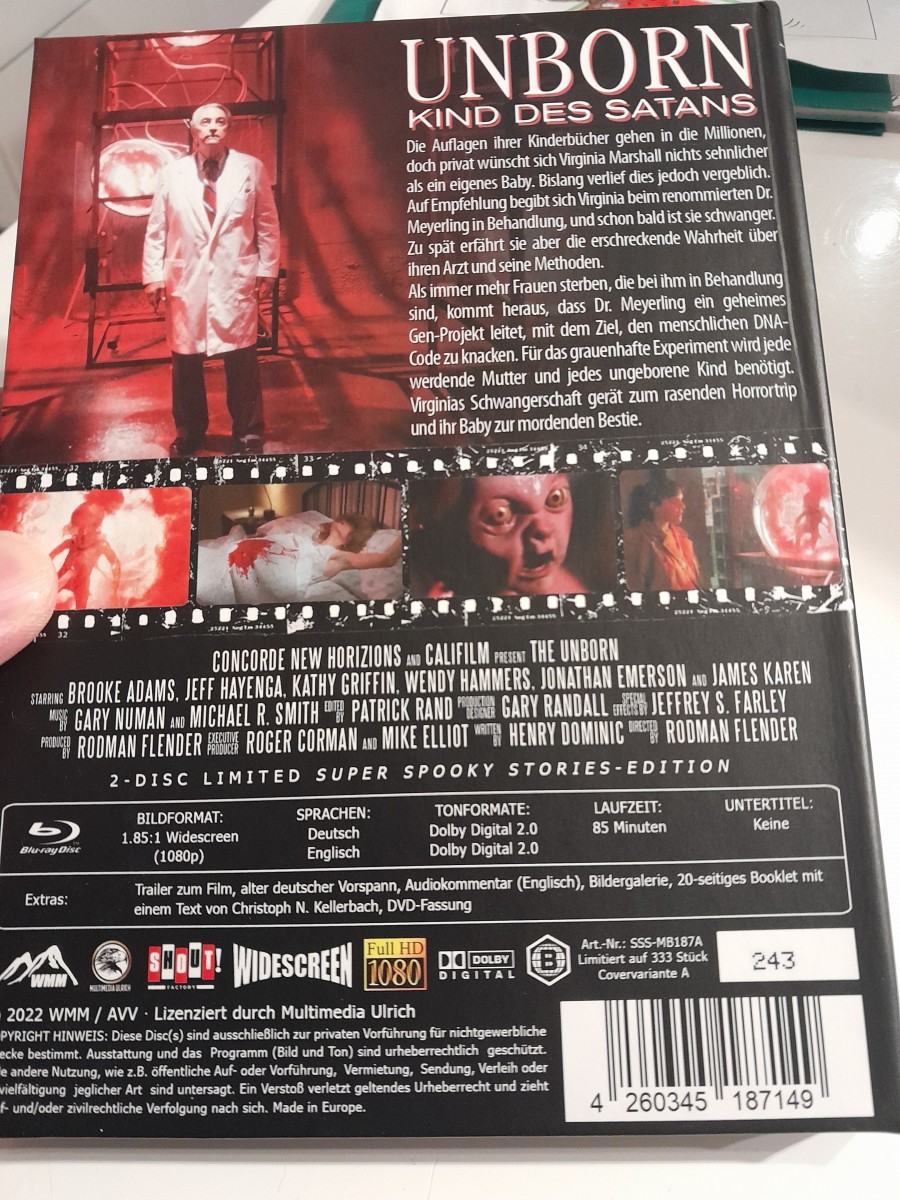 UNBORN
KIND DES SATANS
Die Auflagen ihrer Kinderbücher gehen in die Millionen,
doch privat wünscht sich Virginia Marshall nichts sehnlicher
als ein eigenes Baby. Bislang verlief dies jedoch vergeblich.
Auf Empfehlung begibt sich Virginia beim renommierten Dr.
Meyerling in Behandlung, und schon bald ist sie schwanger.
Zu spät erfährt sie aber die erschreckende Wahrheit über
ihren Arzt und seine Methoden.
Als immer mehr Frauen sterben, die bei ihm in Behandlung
sind, kommt heraus, dass Dr. Meyerling ein geheimes
Gen-Projekt leitet, mit dem Ziel, den menschlichen DNA-
Code zu knacken. Für das grauenhafte Experiment wird jede
werdende Mutter und jedes ungeborene Kind benötigt.
Virginias Schwangerschaft gerät zum rasenden Horrortrip
und ihr Baby zur mordenden Bestie.
32 33 34
32
CONCORDE NEW HORIZIONS AND CALIFILM PRESENT THE UNBORN
STARRING BROOKE ADAMS, JEFF HAYENGA, KATHY GRIFFIN, WENDY HAMMERS, JONATHAN EMERSON AND JAMES KAREN
MUSIC BY GARY NUMAN AND MICHAEL R. SMITH EDITED BY PATRICK RAND PRODUCTION DESIGNER GARY RANDALL SPECIAL EFFECTS BY JEFFREY S. FARLEY
PRODUCED BY RODMAN FLENDER EXECUTIVE PRODUCER ROGER CORMAN AND MIKE ELLIOT WRITTEN BY HENRY DOMINIC DIRECTED BY RODMAN FLENDER
2-DISC LIMITED SUPER SPOOKY STORIES-EDITION
Blu-ray Disc
BILDFORMAT:
1.85:1 Widescreen
(1080p)
SPRACHEN:
Deutsch
Englisch
TONFORMATE:
Dolby Digital 2.0
Dolby Digital 2.0
LAUFZEIT:
85 Minuten
UNTERTITEL:
Keine
Extras:
Trailer zum Film, alter deutscher Vorspann, Audiokommentar (Englisch), Bildergalerie, 20-seitiges Booklet mit
einem Text von Christoph N. Kellerbach, DVD-Fassung
WMM
MULTIMEDIA ULRICH
SHOUT!
FACTORY
WIDESCREEN
Full HD
1080
DOLBY
DIGITAL
B
Art.-Nr.: SSS-MB187A
Limitiert auf 333 Stück
Covervariante A
243
2022 WMM / AVV · Lizenziert durch Multimedia Ulrich
OPYRIGHT HINWEIS: Diese Disc(s) sind ausschließlich zur privaten Vorführung für nichtgewerbliche
ecke bestimmt. Ausstattung und das Programm (Bild und Ton) sind urheberrechtlich geschützt.
e andere Nutzung, wie z.B. öffentliche Auf- oder Vorführung, Vermietung, Sendung, Verleih oder
vielfältigung jeglicher Art sind untersagt. Ein Verstoß verletzt geltendes Urheberrecht und zieht
f- und/oder zivilrechtliche Verfolgung nach sich. Made in Europe.
4 260345 187149